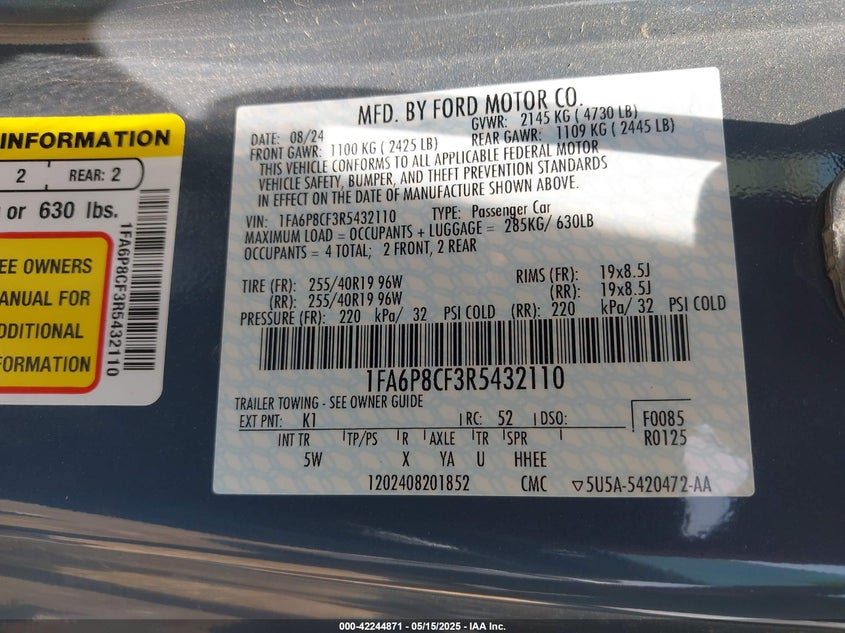 INFORMATION
2 REAR: 2
or 630 lbs.
EE OWNERS
ANUAL FOR
DDITIONAL
FORMATION
1FA6P8CF3R5432110
MFD. BY FORD MOTOR CO.
DATE: 08/24 GVWR: 2145 KG ( 4730 LB)
FRONT GAWR: 1100 KG ( 2425 LB) REAR GAWR: 1109 KG ( 2445 LB)
THIS VEHICLE CONFORMS TO ALL APPLICABLE FEDERAL MOTOR
VEHICLE SAFETY, BUMPER, AND THEFT PREVENTION STANDARDS
IN EFFECT ON THE DATE OF MANUFACTURE SHOWN ABOVE.
VIN: 1FA6P8CF3R5432110 TYPE: Passenger Car
MAXIMUM LOAD = OCCUPANTS + LUGGAGE = 285KG/ 630LB
OCCUPANTS = 4 TOTAL; 2 FRONT, 2 REAR
TIRE (FR): 255/40R19 96W RIMS (FR): 19x8.5J
(RR): 255/40R19 96W (RR): 19x8.5J
PRESSURE (FR): 220 kPa/ 32 PSI COLD (RR): 220 kPa/ 32 PSI COLD
1FA6P8CF3R5432110
TRAILER TOWING - SEE OWNER GUIDE
EXT PNT: K1 RC: 52 DSO: F0085
INT TR TP/PS R AXLE TR SPR R0125
5W X YA U HHEE
1202408201852 CMC ▽5U5A-5420472-AA
000-42244871 - 05/15/2025 - IAA Inc.